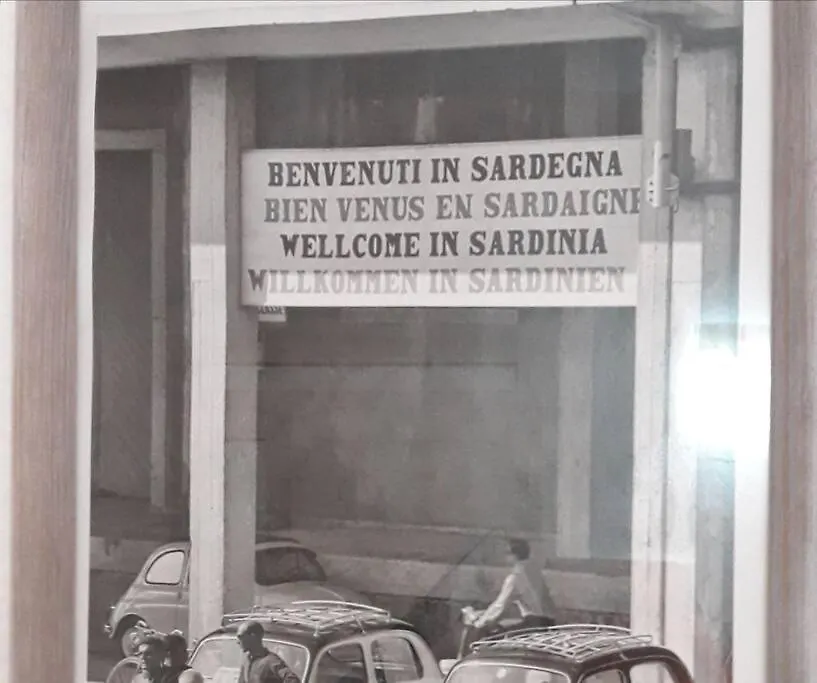 BENVENUTI IN SARDEGNA
BIEN VENUS EN SARDAIGNE
WELLCOME IN SARDINIA
WILLKOMMEN IN SARDINIEN